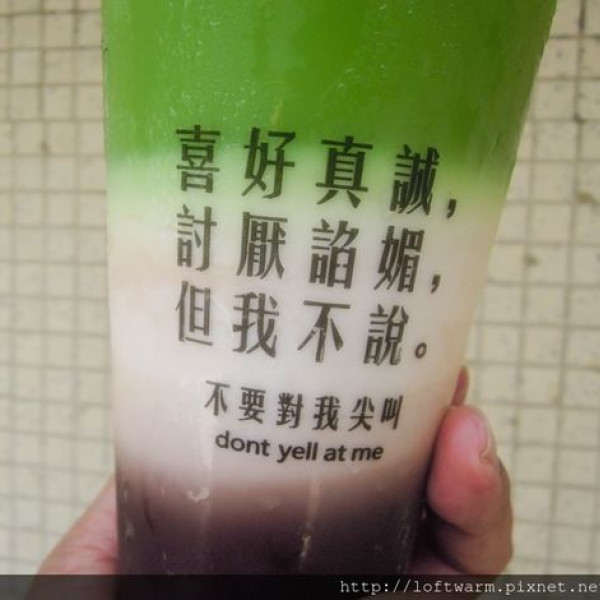 喜好真誠,
討厭諂媚,
但我不說。
不要對我尖叫
dont yell at me
http://loftwarm.pixnet.ne